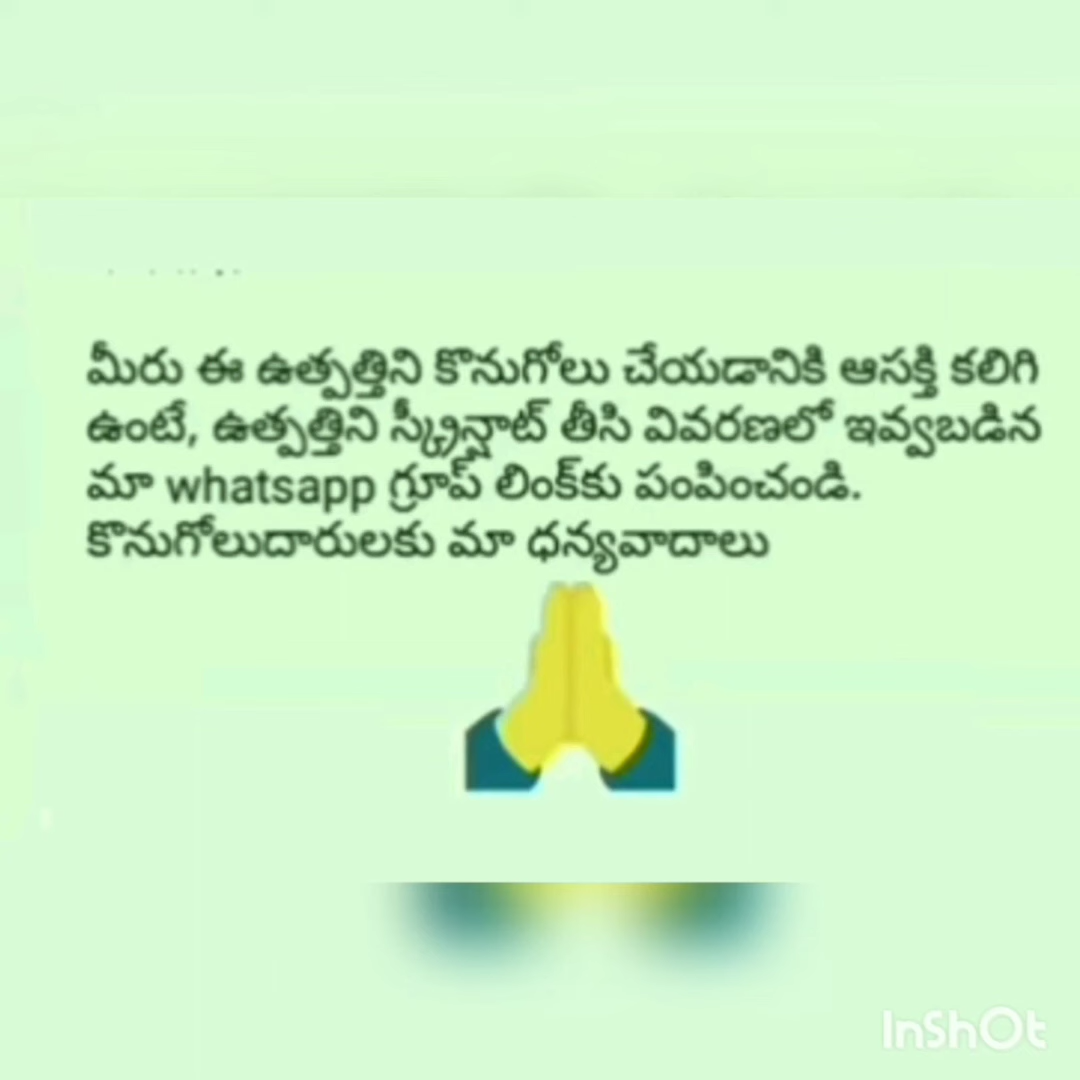 మీరు ఈ ఉత్పత్తిని కొనుగోలు చేయడానికి ఆసక్తి కలిగి
ఉంటే, ఉత్పత్తిని స్క్రీన్షాట్ తీసి వివరణలో ఇవ్వబడిన
మా whatsapp గ్రూప్ లింక్‌కు పంపించండి.
కొనుగోలుదారులకు మా ధన్యవాదాలు
InShOt